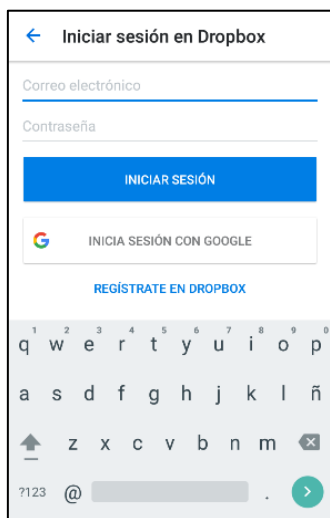 Iniciar sesión en Dropbox
Correo electrónico
Contraseña
INICIAR SESIÓN
INICIA SESIÓN CON GOOGLE
REGÍSTRATE EN DROPBOX
1 2 3 4 5 6 7 8 9 0
q w e r t y u i o p
a s d f g h j k l ñ
z x c v b n m
?123 @ .